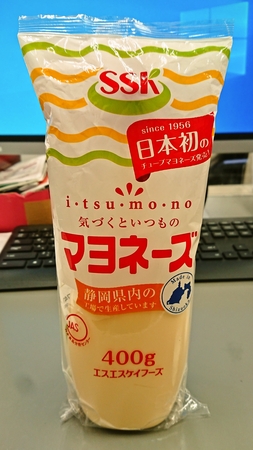 SSK
since 1956
日本初の
チューブマヨネーズ発売!
i・tsu・mo・no
気づくといつもの
マヨネーズ
静岡県内の
工場で生産しています
Made in
Shizuoka
JAS
400g
エスエスケイフーズ